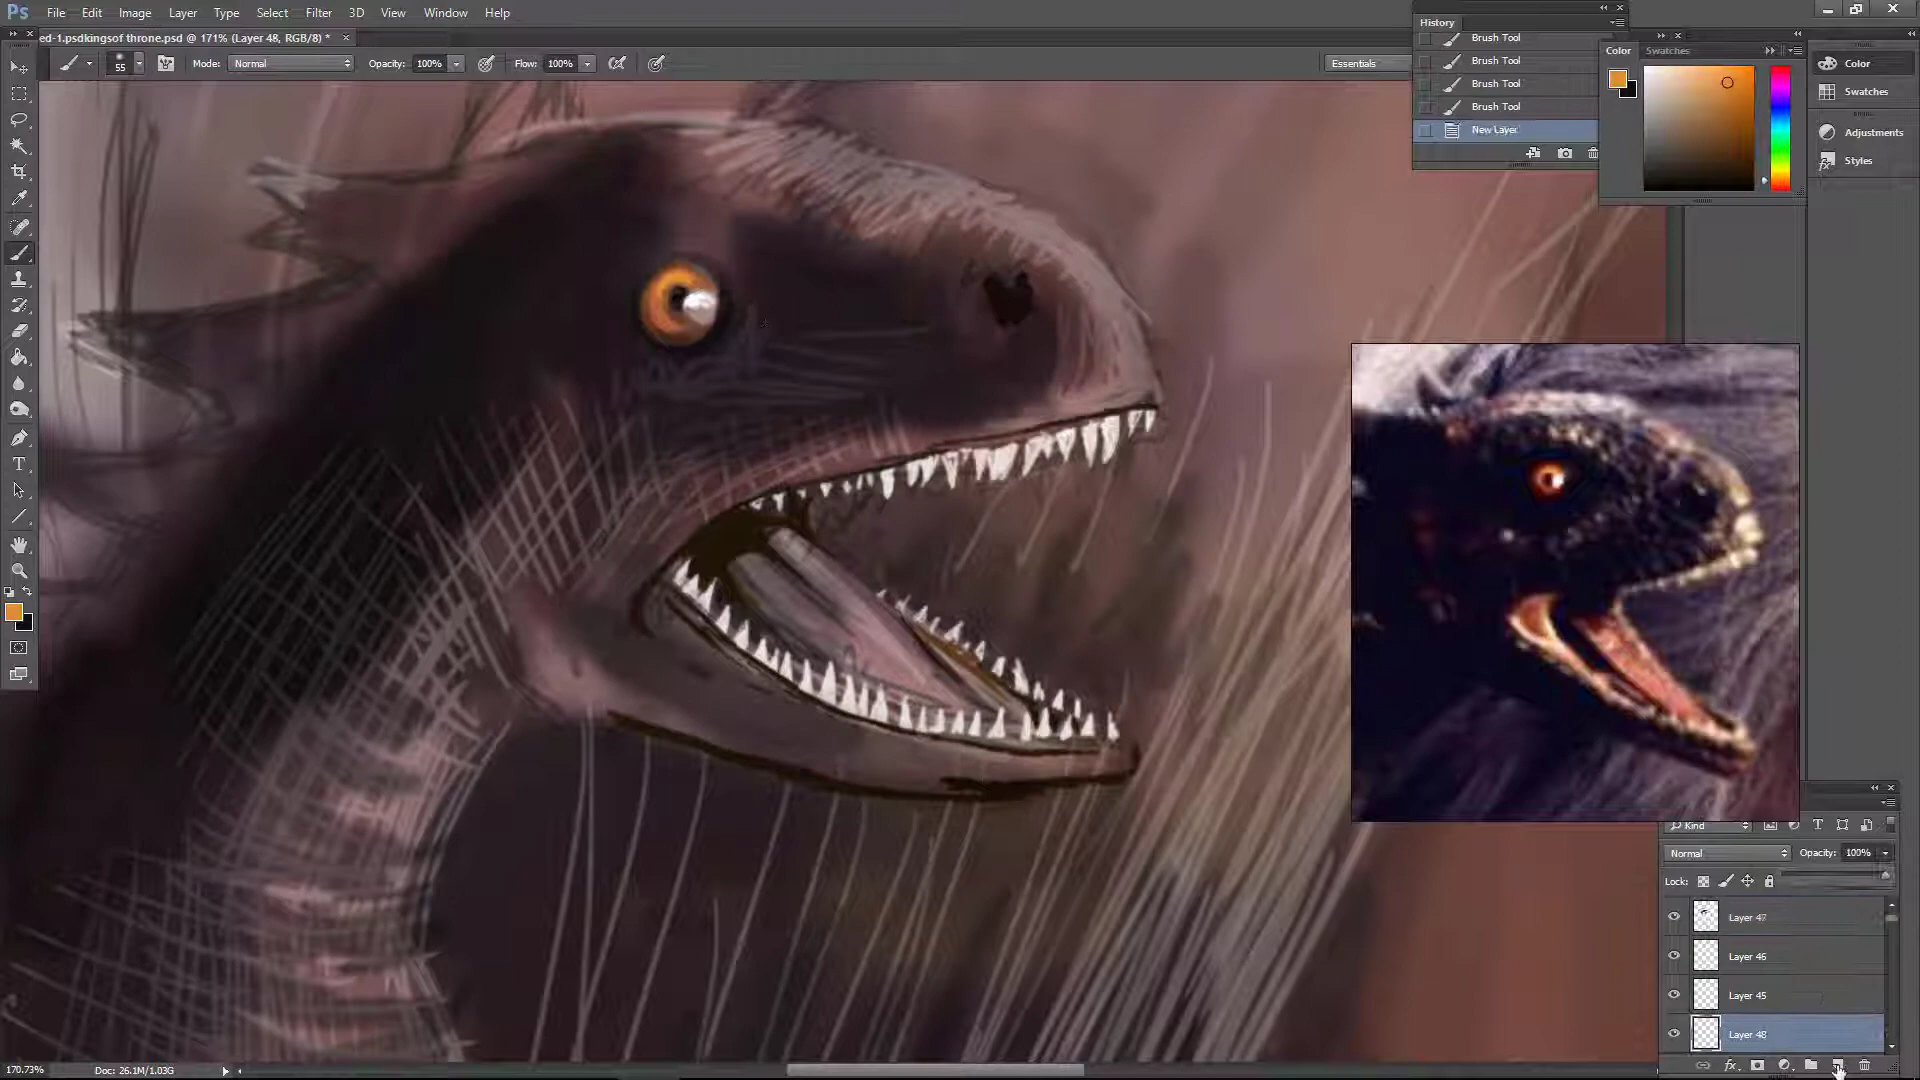 Ps File Edit Image Layer Type Select Filter 3D View Window Help
ed-1.psdkingsof throne.psd @ 171% (Layer 48, RGB/8) *
55 Mode: Normal Opacity: 100% Flow: 100% Essentials
History
Brush Tool
Brush Tool
Brush Tool
Brush Tool
New Layer
Color Swatches
Color
Swatches
Adjustments
Styles
Kind
Normal Opacity: 100%
Lock:
Layer 47
Layer 46
Layer 45
Layer 48
170.73% Doc: 26.1M/1.03G